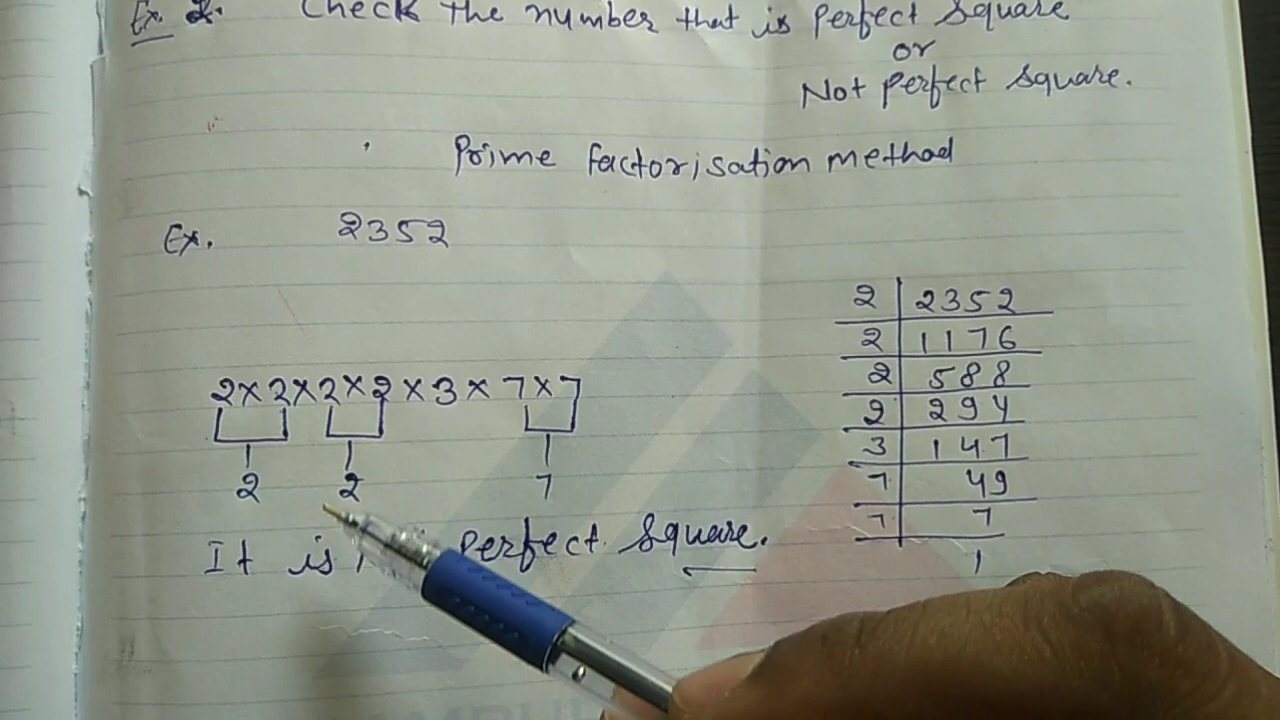 Ex. 2. Check the number that is perfect square
or
Not perfect square.
Prime factorisation method
Ex. 2352
2×2×2×2×3×7×7
2 2 7
It is perfect square.
2 | 2352
2 | 1176
2 | 588
2 | 294
3 | 147
7 | 49
7 | 7
1